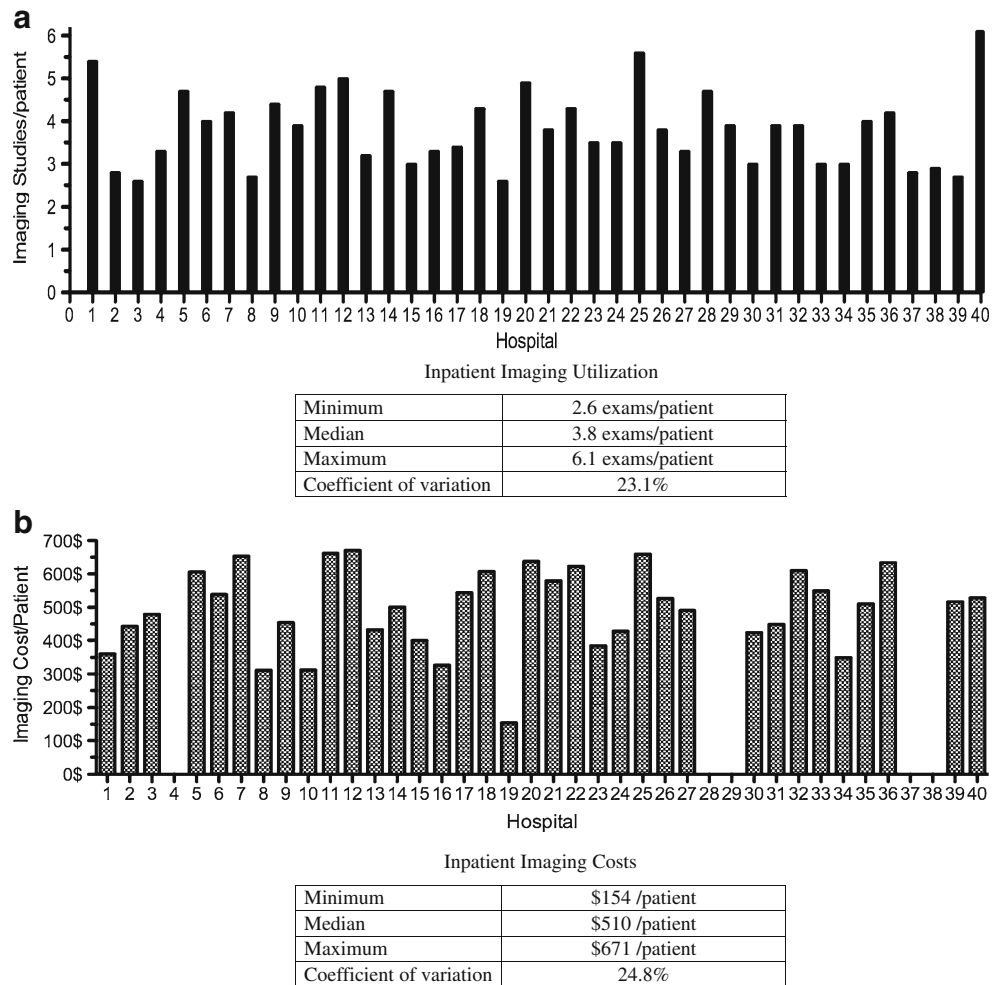 a
Imaging Studies/patient
6
5
4
3
2
1
0
0 1 2 3 4 5 6 7 8 9 10 11 12 13 14 15 16 17 18 19 20 21 22 23 24 25 26 27 28 29 30 31 32 33 34 35 36 37 38 39 40
Hospital
Inpatient Imaging Utilization
Minimum 2.6 exams/patient
Median 3.8 exams/patient
Maximum 6.1 exams/patient
Coefficient of variation 23.1%
b
Imaging Cost/Patient
700$
600$
500$
400$
300$
200$
100$
0$
1 2 3 4 5 6 7 8 9 10 11 12 13 14 15 16 17 18 19 20 21 22 23 24 25 26 27 28 29 30 31 32 33 34 35 36 37 38 39 40
Hospital
Inpatient Imaging Costs
Minimum $154 /patient
Median $510 /patient
Maximum $671 /patient
Coefficient of variation 24.8%